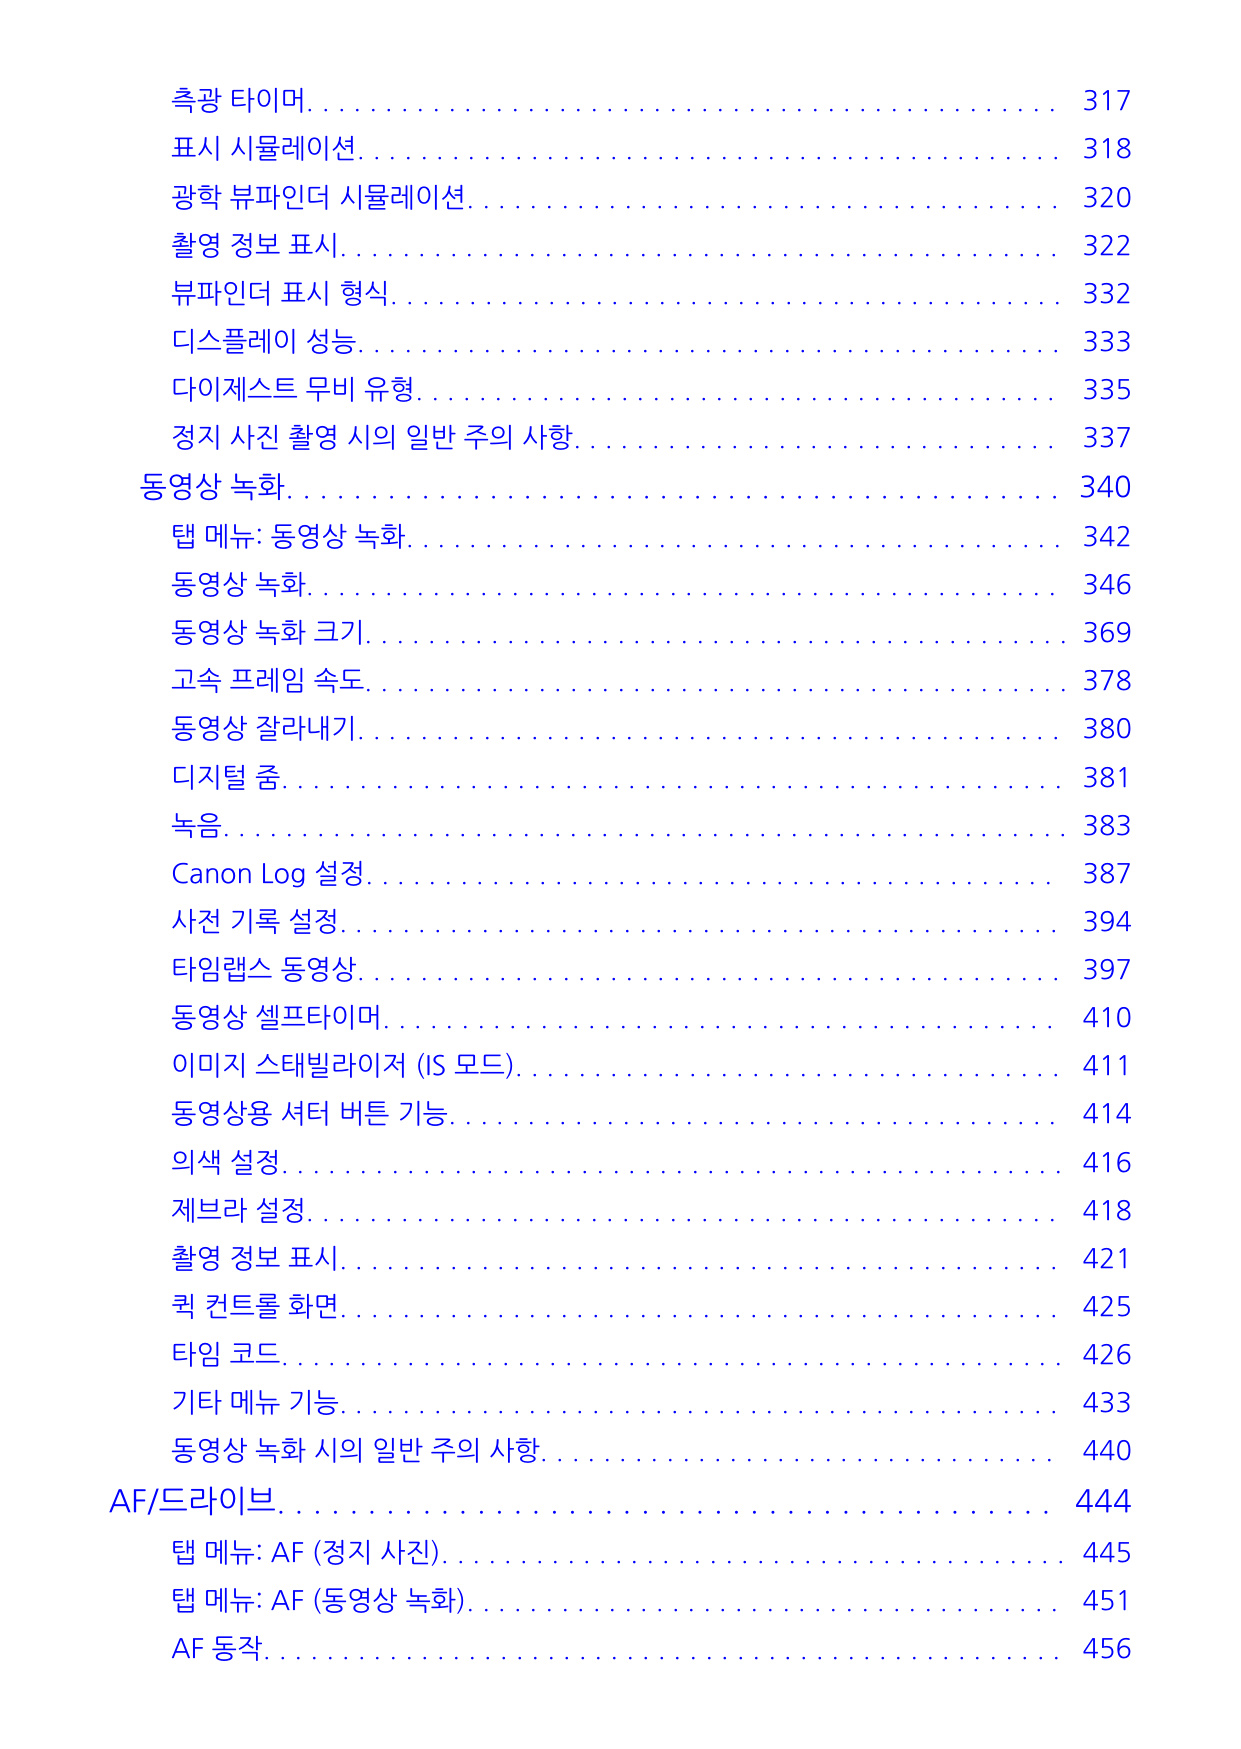 측광 타이머. . . . . . . . . . . . . . . . . . . . . . . . . . . . . . . . . . . . . . . . . . . . . . . 317
표시 시뮬레이션. . . . . . . . . . . . . . . . . . . . . . . . . . . . . . . . . . . . . . . . . . . . 318
광학 뷰파인더 시뮬레이션. . . . . . . . . . . . . . . . . . . . . . . . . . . . . . . . . . . . . 320
촬영 정보 표시. . . . . . . . . . . . . . . . . . . . . . . . . . . . . . . . . . . . . . . . . . . . . 322
뷰파인더 표시 형식. . . . . . . . . . . . . . . . . . . . . . . . . . . . . . . . . . . . . . . . . . 332
디스플레이 성능. . . . . . . . . . . . . . . . . . . . . . . . . . . . . . . . . . . . . . . . . . . . 333
다이제스트 무비 유형. . . . . . . . . . . . . . . . . . . . . . . . . . . . . . . . . . . . . . . . 335
정지 사진 촬영 시의 일반 주의 사항. . . . . . . . . . . . . . . . . . . . . . . . . . . . . . 337
동영상 녹화. . . . . . . . . . . . . . . . . . . . . . . . . . . . . . . . . . . . . . . . . . . . 340
탭 메뉴: 동영상 녹화. . . . . . . . . . . . . . . . . . . . . . . . . . . . . . . . . . . . . . . . . 342
동영상 녹화. . . . . . . . . . . . . . . . . . . . . . . . . . . . . . . . . . . . . . . . . . . . . . . 346
동영상 녹화 크기. . . . . . . . . . . . . . . . . . . . . . . . . . . . . . . . . . . . . . . . . . . . 369
고속 프레임 속도. . . . . . . . . . . . . . . . . . . . . . . . . . . . . . . . . . . . . . . . . . . . 378
동영상 잘라내기. . . . . . . . . . . . . . . . . . . . . . . . . . . . . . . . . . . . . . . . . . . . 380
디지털 줌. . . . . . . . . . . . . . . . . . . . . . . . . . . . . . . . . . . . . . . . . . . . . . . . . 381
녹음. . . . . . . . . . . . . . . . . . . . . . . . . . . . . . . . . . . . . . . . . . . . . . . . . . . . . 383
Canon Log 설정. . . . . . . . . . . . . . . . . . . . . . . . . . . . . . . . . . . . . . . . . . . 387
사전 기록 설정. . . . . . . . . . . . . . . . . . . . . . . . . . . . . . . . . . . . . . . . . . . . . 394
타임랩스 동영상. . . . . . . . . . . . . . . . . . . . . . . . . . . . . . . . . . . . . . . . . . . . 397
동영상 셀프타이머. . . . . . . . . . . . . . . . . . . . . . . . . . . . . . . . . . . . . . . . . . 410
이미지 스태빌라이저 (IS 모드). . . . . . . . . . . . . . . . . . . . . . . . . . . . . . . . . . 411
동영상용 셔터 버튼 기능. . . . . . . . . . . . . . . . . . . . . . . . . . . . . . . . . . . . . . 414
의색 설정. . . . . . . . . . . . . . . . . . . . . . . . . . . . . . . . . . . . . . . . . . . . . . . . . 416
제브라 설정. . . . . . . . . . . . . . . . . . . . . . . . . . . . . . . . . . . . . . . . . . . . . . . 418
촬영 정보 표시. . . . . . . . . . . . . . . . . . . . . . . . . . . . . . . . . . . . . . . . . . . . . 421
퀵 컨트롤 화면. . . . . . . . . . . . . . . . . . . . . . . . . . . . . . . . . . . . . . . . . . . . . 425
타임 코드. . . . . . . . . . . . . . . . . . . . . . . . . . . . . . . . . . . . . . . . . . . . . . . . . 426
기타 메뉴 기능. . . . . . . . . . . . . . . . . . . . . . . . . . . . . . . . . . . . . . . . . . . . . 433
동영상 녹화 시의 일반 주의 사항. . . . . . . . . . . . . . . . . . . . . . . . . . . . . . . . 440
AF/드라이브. . . . . . . . . . . . . . . . . . . . . . . . . . . . . . . . . . . . . . . . . . 444
탭 메뉴: AF (정지 사진). . . . . . . . . . . . . . . . . . . . . . . . . . . . . . . . . . . . . . . 445
탭 메뉴: AF (동영상 녹화). . . . . . . . . . . . . . . . . . . . . . . . . . . . . . . . . . . . . 451
AF 동작. . . . . . . . . . . . . . . . . . . . . . . . . . . . . . . . . . . . . . . . . . . . . . . . . . 456